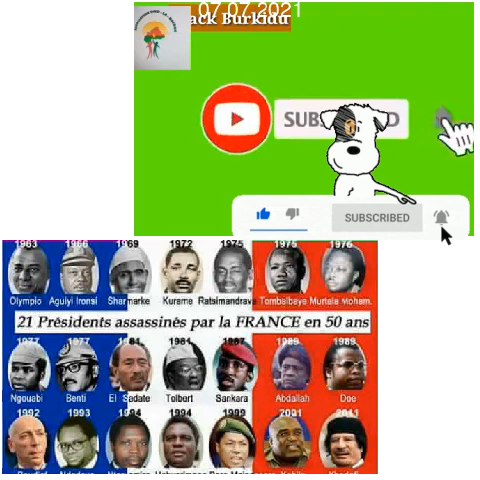 07.07.2021
ack Burkidu
SUBSCRIBED
SUBSCRIBED
1963 1966 1969 1972 1975 1975 1976
Olympio Aguiyi Ironsi Sharmarke Kurame Ratsimandrava Tombalbaye Murtala Moham.
21 Présidents assassinés par la FRANCE en 50 ans
1977 1977 1981 1981 1987 1989 1989
Ngouabi Benti El Sadate Tolbert Sankara Abdallah Doe
1992 1993 1994 1994 1999 2001 2011